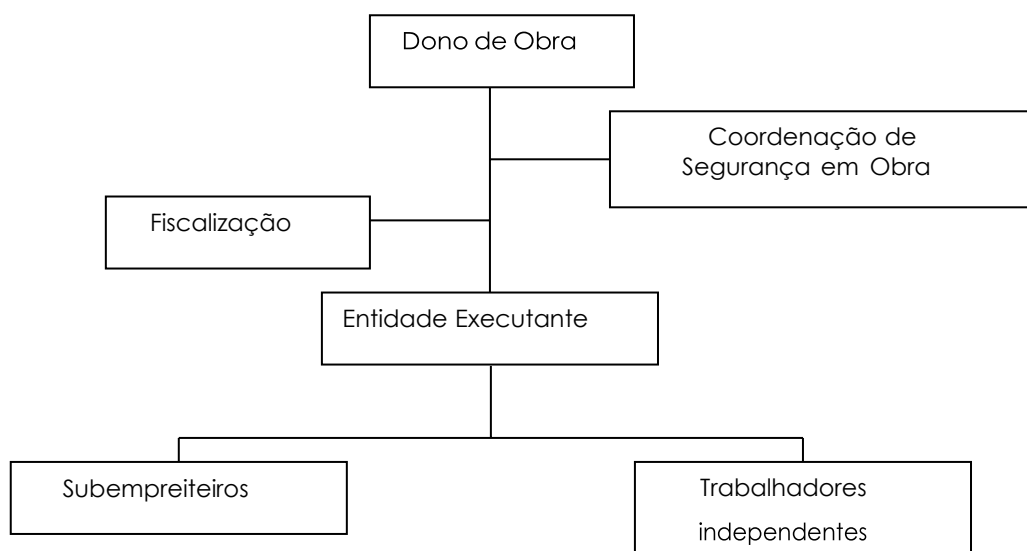 Dono de Obra
Coordenação de
Segurança em Obra
Fiscalização
Entidade Executante
Subempreiteiros
Trabalhadores
independentes